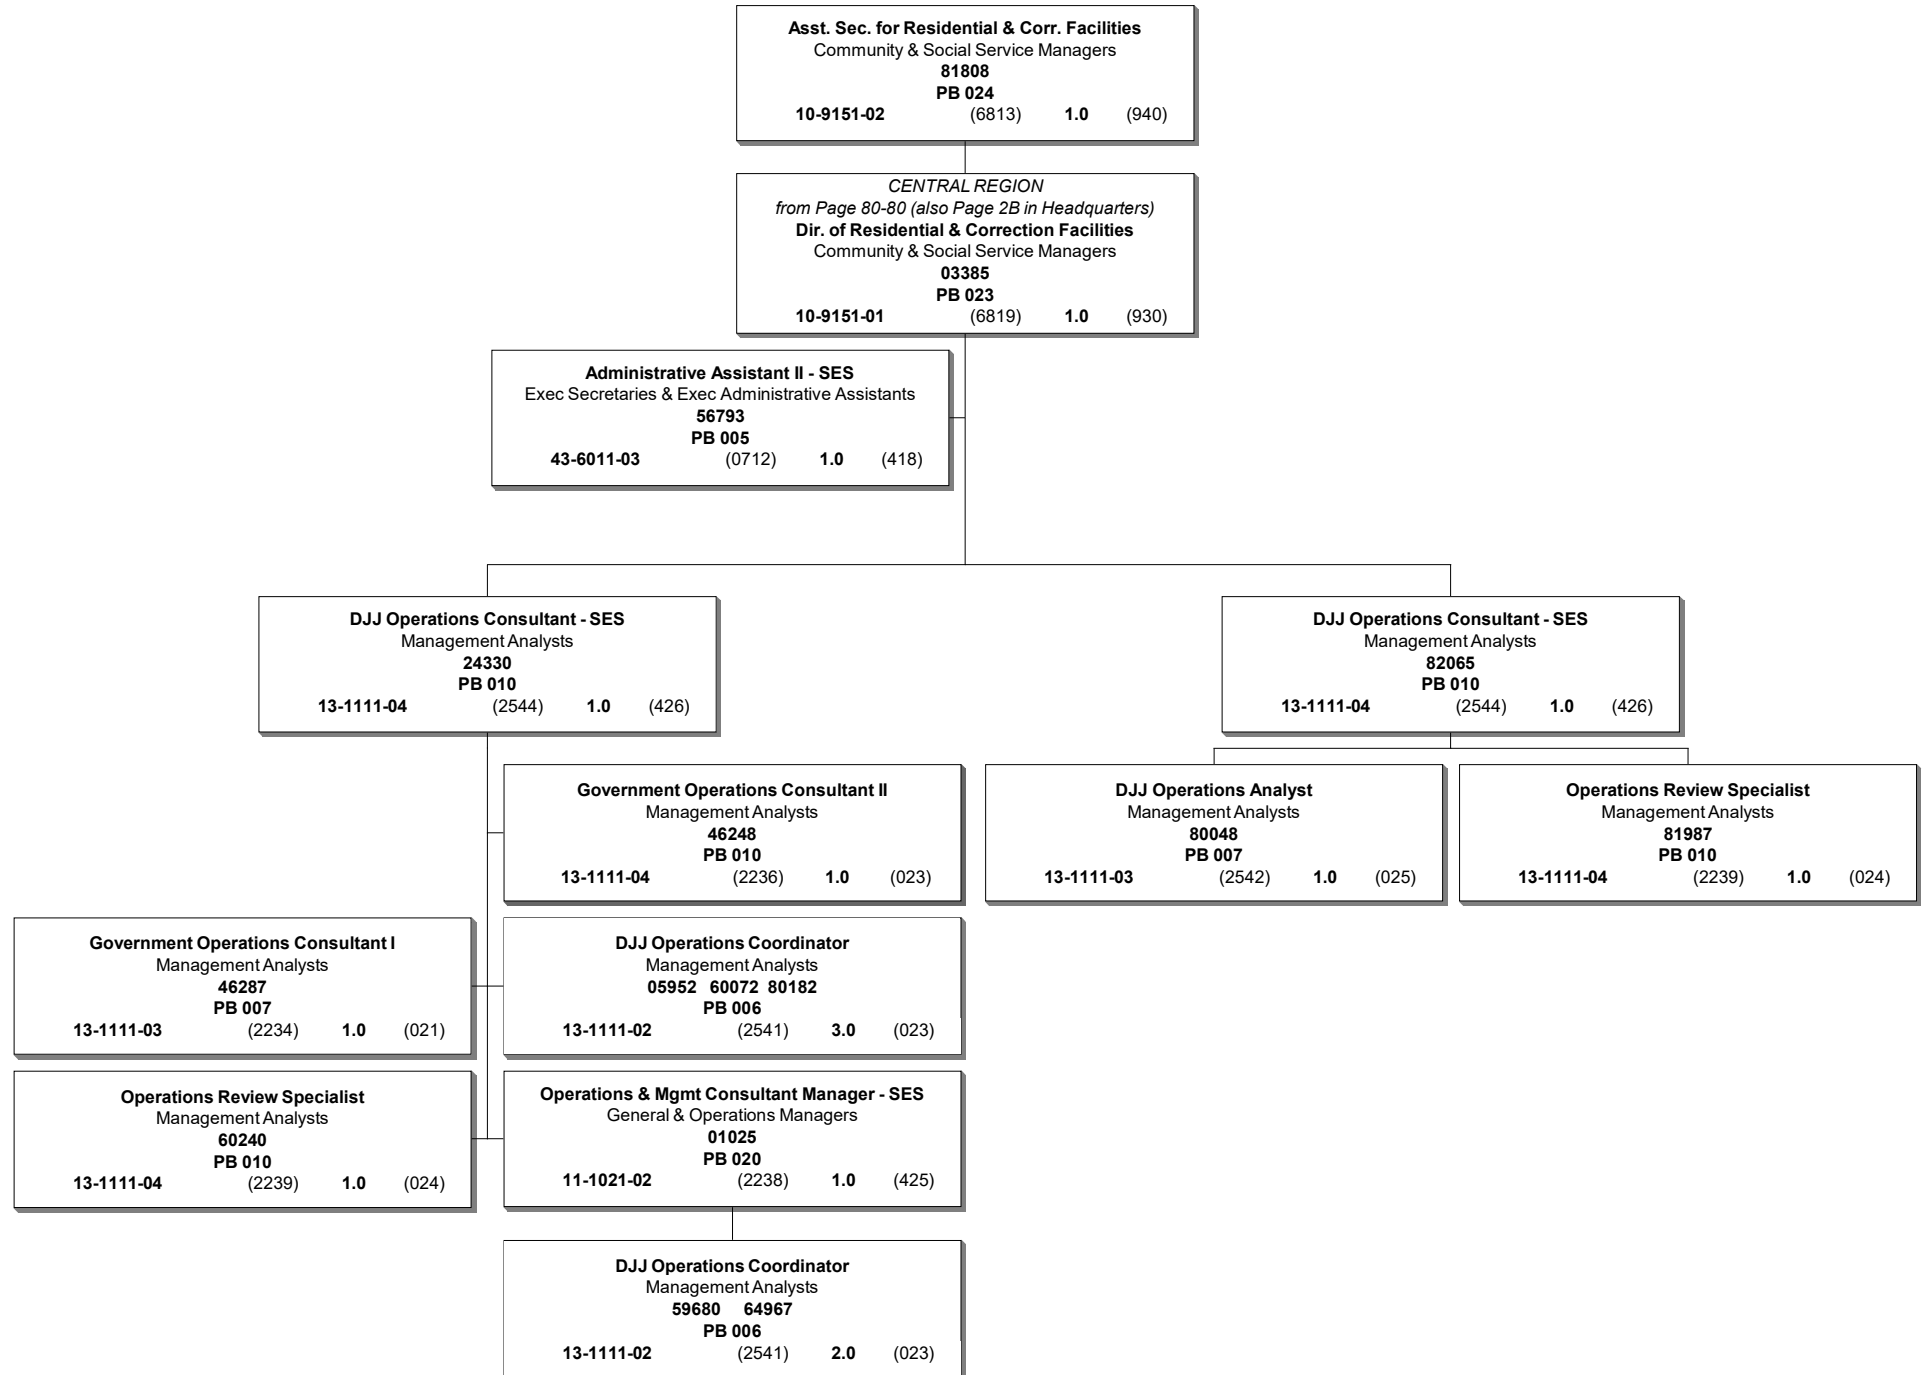 Asst. Sec. for Residential & Corr. Facilities
Community & Social Service Managers
81808
PB 024
10-9151-02 (6813) 1.0 (940)
CENTRAL REGION
from Page 80-80 (also Page 2B in Headquarters)
Dir. of Residential & Correction Facilities
Community & Social Service Managers
03385
PB 023
10-9151-01 (6819) 1.0 (930)
Administrative Assistant II - SES
Exec Secretaries & Exec Administrative Assistants
56793
PB 005
43-6011-03 (0712) 1.0 (418)
DJJ Operations Consultant - SES
Management Analysts
24330
PB 010
13-1111-04 (2544) 1.0 (426)
DJJ Operations Consultant - SES
Management Analysts
82065
PB 010
13-1111-04 (2544) 1.0 (426)
Government Operations Consultant II
Management Analysts
46248
PB 010
13-1111-04 (2236) 1.0 (023)
DJJ Operations Analyst
Management Analysts
80048
PB 007
13-1111-03 (2542) 1.0 (025)
Operations Review Specialist
Management Analysts
81987
PB 010
13-1111-04 (2239) 1.0 (024)
Government Operations Consultant I
Management Analysts
46287
PB 007
13-1111-03 (2234) 1.0 (021)
DJJ Operations Coordinator
Management Analysts
05952 60072 80182
PB 006
13-1111-02 (2541) 3.0 (023)
Operations Review Specialist
Management Analysts
60240
PB 010
13-1111-04 (2239) 1.0 (024)
Operations & Mgmt Consultant Manager - SES
General & Operations Managers
01025
PB 020
11-1021-02 (2238) 1.0 (425)
DJJ Operations Coordinator
Management Analysts
59680 64967
PB 006
13-1111-02 (2541) 2.0 (023)